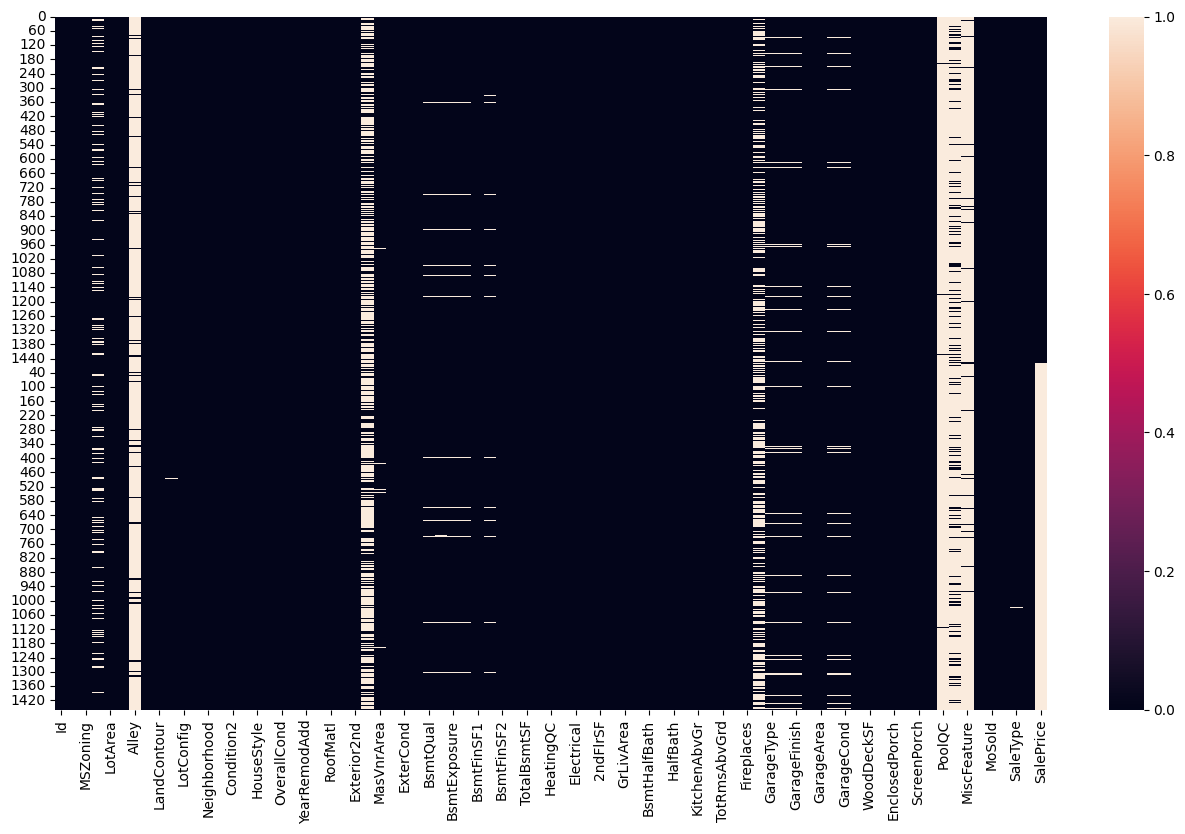 0
60
120
180
240
300
360
420
480
540
600
660
720
780
840
900
960
1020
1080
1140
1200
1260
1320
1380
1440
40
100
160
220
280
340
400
460
520
580
640
700
760
820
880
940
1000
1060
1120
1180
1240
1300
1360
1420
Id
MSZoning
LotArea
Alley
LandContour
LotConfig
Neighborhood
Condition2
HouseStyle
OverallCond
YearRemodAdd
RoofMatl
Exterior2nd
MasVnrArea
ExterCond
BsmtQual
BsmtExposure
BsmtFinSF1
BsmtFinSF2
TotalBsmtSF
HeatingQC
Electrical
2ndFlrSF
GrLivArea
BsmtHalfBath
HalfBath
KitchenAbvGr
TotRmsAbvGrd
Fireplaces
GarageType
GarageFinish
GarageArea
GarageCond
WoodDeckSF
EnclosedPorch
ScreenPorch
PoolQC
MiscFeature
MoSold
SaleType
SalePrice
1.0
0.8
0.6
0.4
0.2
0.0